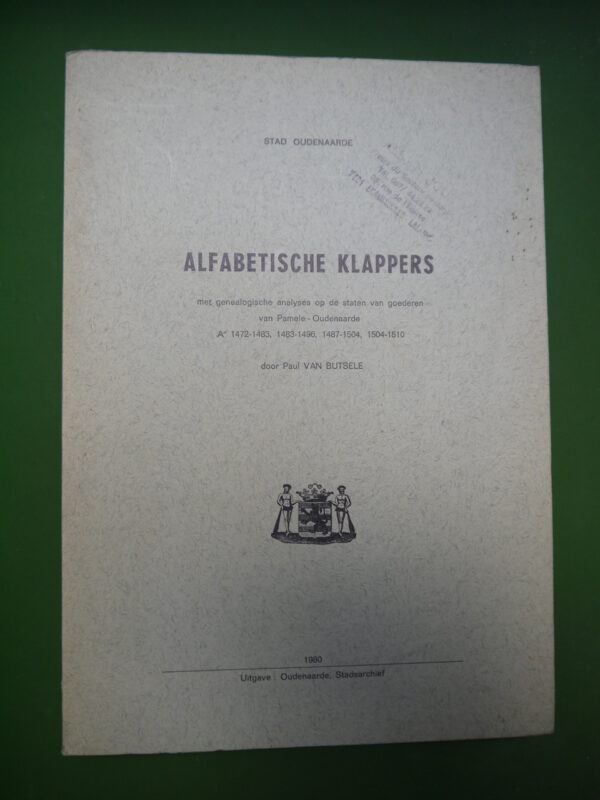 STAD OUDENAARDE
ALFABETISCHE KLAPPERS
met genealogische analyses op de staten van goederen
van Pamele - Oudenaarde
A° 1472-1483, 1483-1496, 1487-1504, 1504-1510
door Paul VAN BUTSELE
1980
Uitgave : Oudenaarde, Stadsarchief